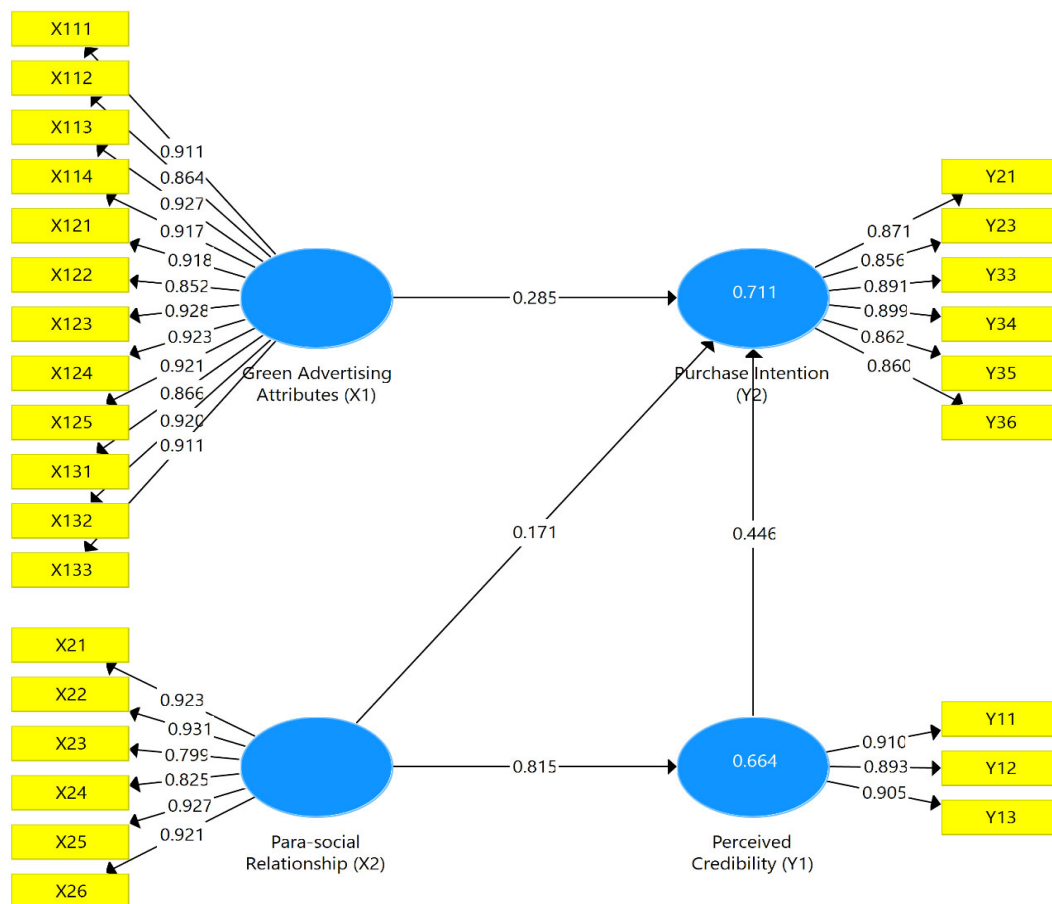 X111
X112
X113
X114
X121
X122
X123
X124
X125
X131
X132
X133
0.911
0.864
0.927
0.917
0.918
0.852
0.928
0.923
0.921
0.866
0.920
0.911
Green Advertising
Attributes (X1)
0.285
0.711
Purchase Intention
(Y2)
0.871
0.856
0.891
0.899
0.862
0.860
Y21
Y23
Y33
Y34
Y35
Y36
0.171
0.446
X21
X22
X23
X24
X25
X26
0.923
0.931
0.799
0.825
0.927
0.921
Para-social
Relationship (X2)
0.815
0.664
Perceived
Credibility (Y1)
0.910
0.893
0.905
Y11
Y12
Y13